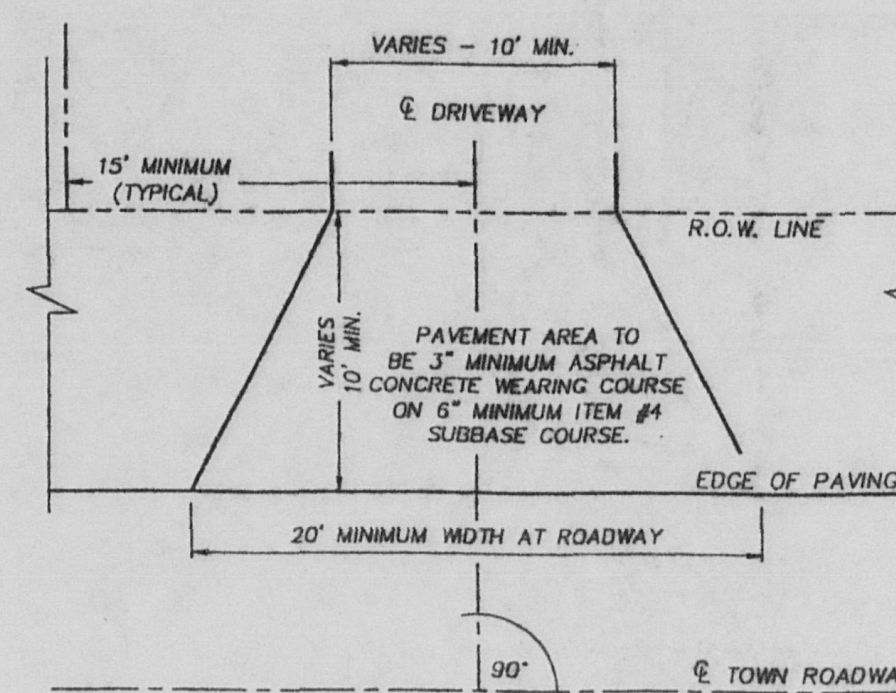 VARIES - 10' MIN.
℄ DRIVEWAY
15' MINIMUM
(TYPICAL)
R.O.W. LINE
VARIES
10' MIN.
PAVEMENT AREA TO
BE 3" MINIMUM ASPHALT
CONCRETE WEARING COURSE
ON 6" MINIMUM ITEM #4
SUBBASE COURSE.
EDGE OF PAVING
20' MINIMUM WIDTH AT ROADWAY
90°
℄ TOWN ROADWA